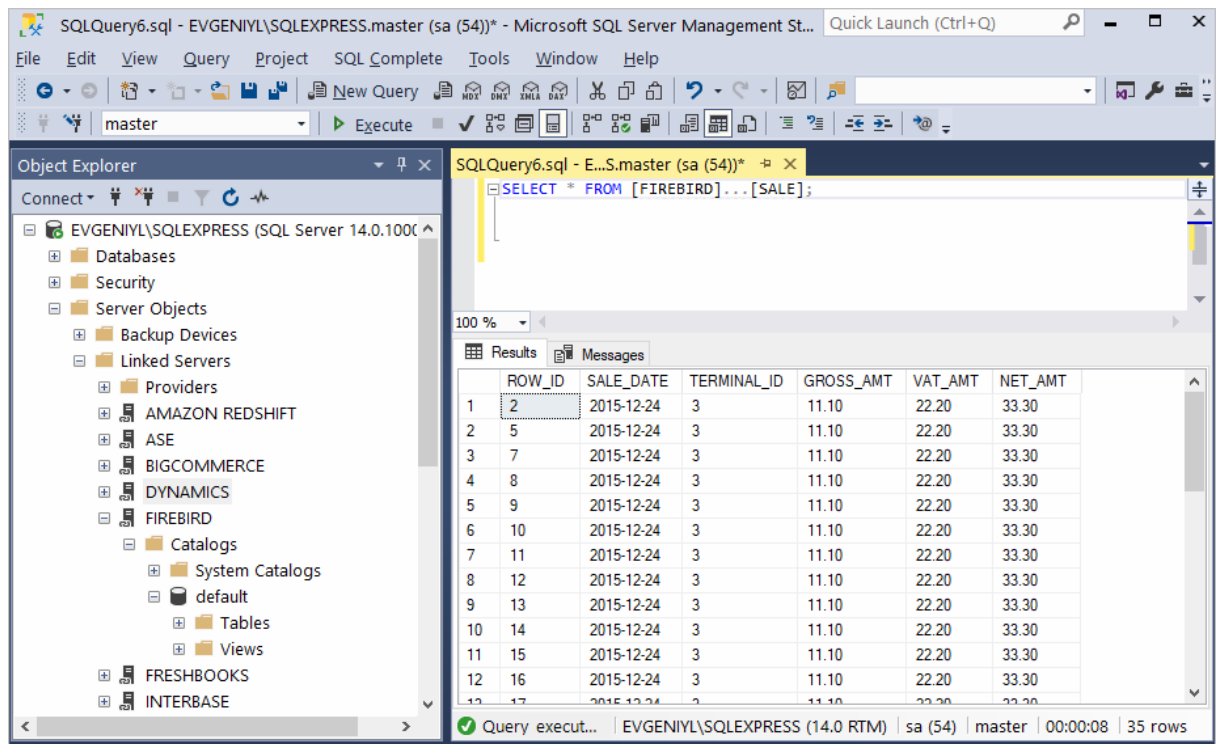 SQLQuery6.sql - EVGENIYL\SQLEXPRESS.master (sa (54))* - Microsoft SQL Server Management St... Quick Launch (Ctrl+Q)
File Edit View Query Project SQL Complete Tools Window Help
New Query MDX DMX XMLA DAX
master Execute
Object Explorer
Connect
EVGENIYL\SQLEXPRESS (SQL Server 14.0.1000
Databases
Security
Server Objects
Backup Devices
Linked Servers
Providers
AMAZON REDSHIFT
ASE
BIGCOMMERCE
DYNAMICS
FIREBIRD
Catalogs
System Catalogs
default
Tables
Views
FRESHBOOKS
INTERBASE
SQLQuery6.sql - E...S.master (sa (54))*
SELECT * FROM [FIREBIRD]...[SALE];
100 %
Results Messages
ROW_ID SALE_DATE TERMINAL_ID GROSS_AMT VAT_AMT NET_AMT
1 2 2015-12-24 3 11.10 22.20 33.30
2 5 2015-12-24 3 11.10 22.20 33.30
3 7 2015-12-24 3 11.10 22.20 33.30
4 8 2015-12-24 3 11.10 22.20 33.30
5 9 2015-12-24 3 11.10 22.20 33.30
6 10 2015-12-24 3 11.10 22.20 33.30
7 11 2015-12-24 3 11.10 22.20 33.30
8 12 2015-12-24 3 11.10 22.20 33.30
9 13 2015-12-24 3 11.10 22.20 33.30
10 14 2015-12-24 3 11.10 22.20 33.30
11 15 2015-12-24 3 11.10 22.20 33.30
12 16 2015-12-24 3 11.10 22.20 33.30
Query execut... EVGENIYL\SQLEXPRESS (14.0 RTM) sa (54) master 00:00:08 35 rows